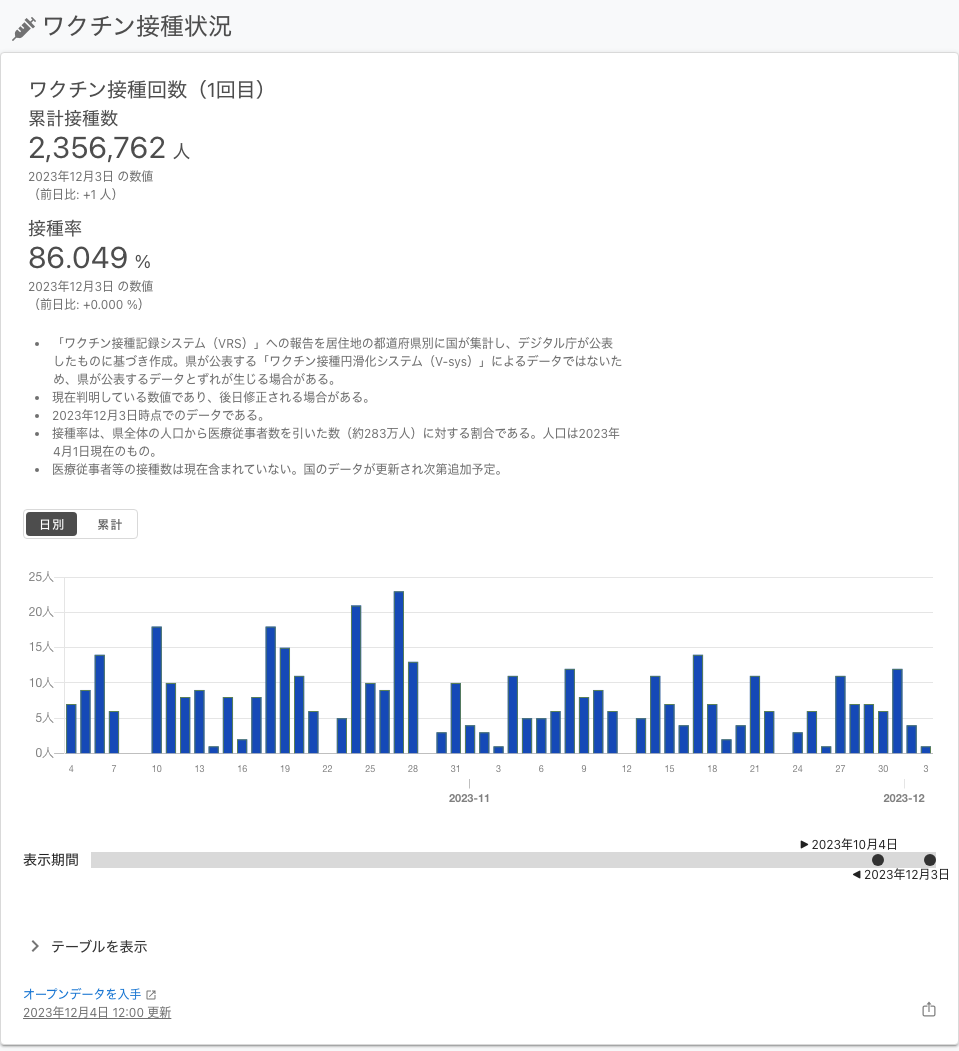 ワクチン接種状況
ワクチン接種回数（1回目）
累計接種数
2,356,762 人
2023年12月3日 の数値
（前日比: +1 人）
接種率
86.049 %
2023年12月3日 の数値
（前日比: +0.000 %）
• 「ワクチン接種記録システム（VRS）」への報告を居住地の都道府県別に国が集計し、デジタル庁が公表
したものに基づき作成。県が公表する「ワクチン接種円滑化システム（V-sys）」によるデータではないた
め、県が公表するデータとずれが生じる場合がある。
• 現在判明している数値であり、後日修正される場合がある。
• 2023年12月3日時点でのデータである。
• 接種率は、県全体の人口から医療従事者数を引いた数（約283万人）に対する割合である。人口は2023年
4月1日現在のもの。
• 医療従事者等の接種数は現在含まれていない。国のデータが更新され次第追加予定。
日別 累計
25人
20人
15人
10人
5人
0人
4 7 10 13 16 19 22 25 28 31 3 6 9 12 15 18 21 24 27 30 3
2023-11 2023-12
▶ 2023年10月4日
表示期間
◀ 2023年12月3日
テーブルを表示
オープンデータを入手
2023年12月4日 12:00 更新